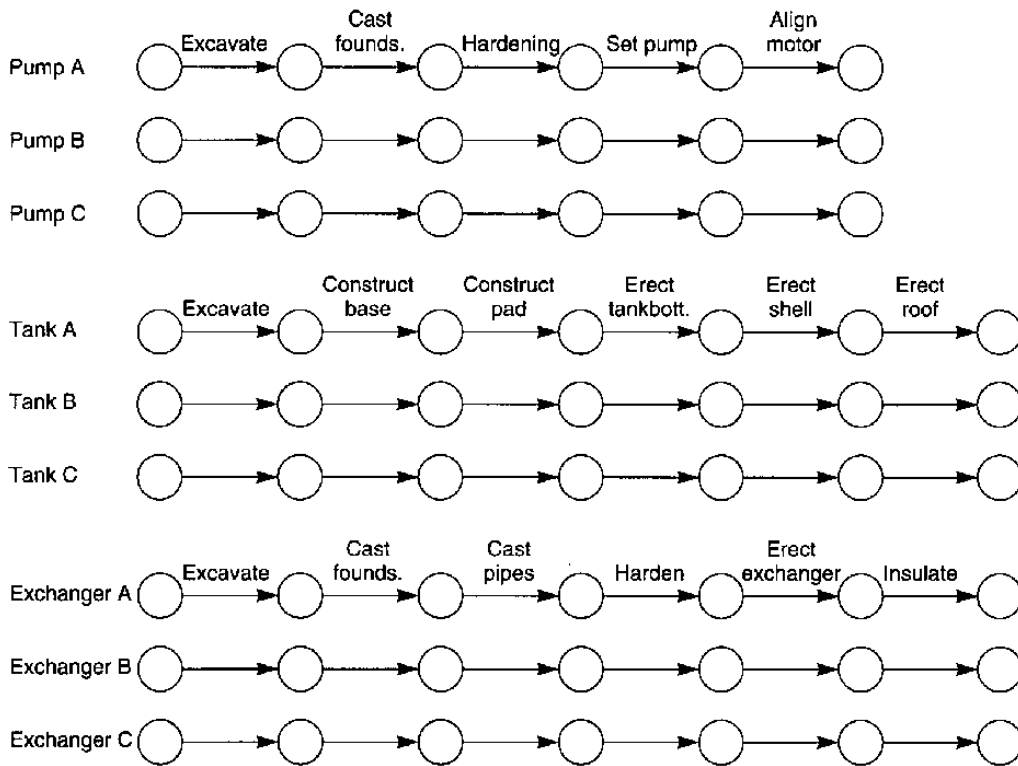 Pump A
Excavate
Cast
founds.
Hardening
Set pump
Align
motor
Pump B
Pump C
Tank A
Excavate
Construct
base
Construct
pad
Erect
tankbott.
Erect
shell
Erect
roof
Tank B
Tank C
Exchanger A
Excavate
Cast
founds.
Cast
pipes
Harden
Erect
exchanger
Insulate
Exchanger B
Exchanger C